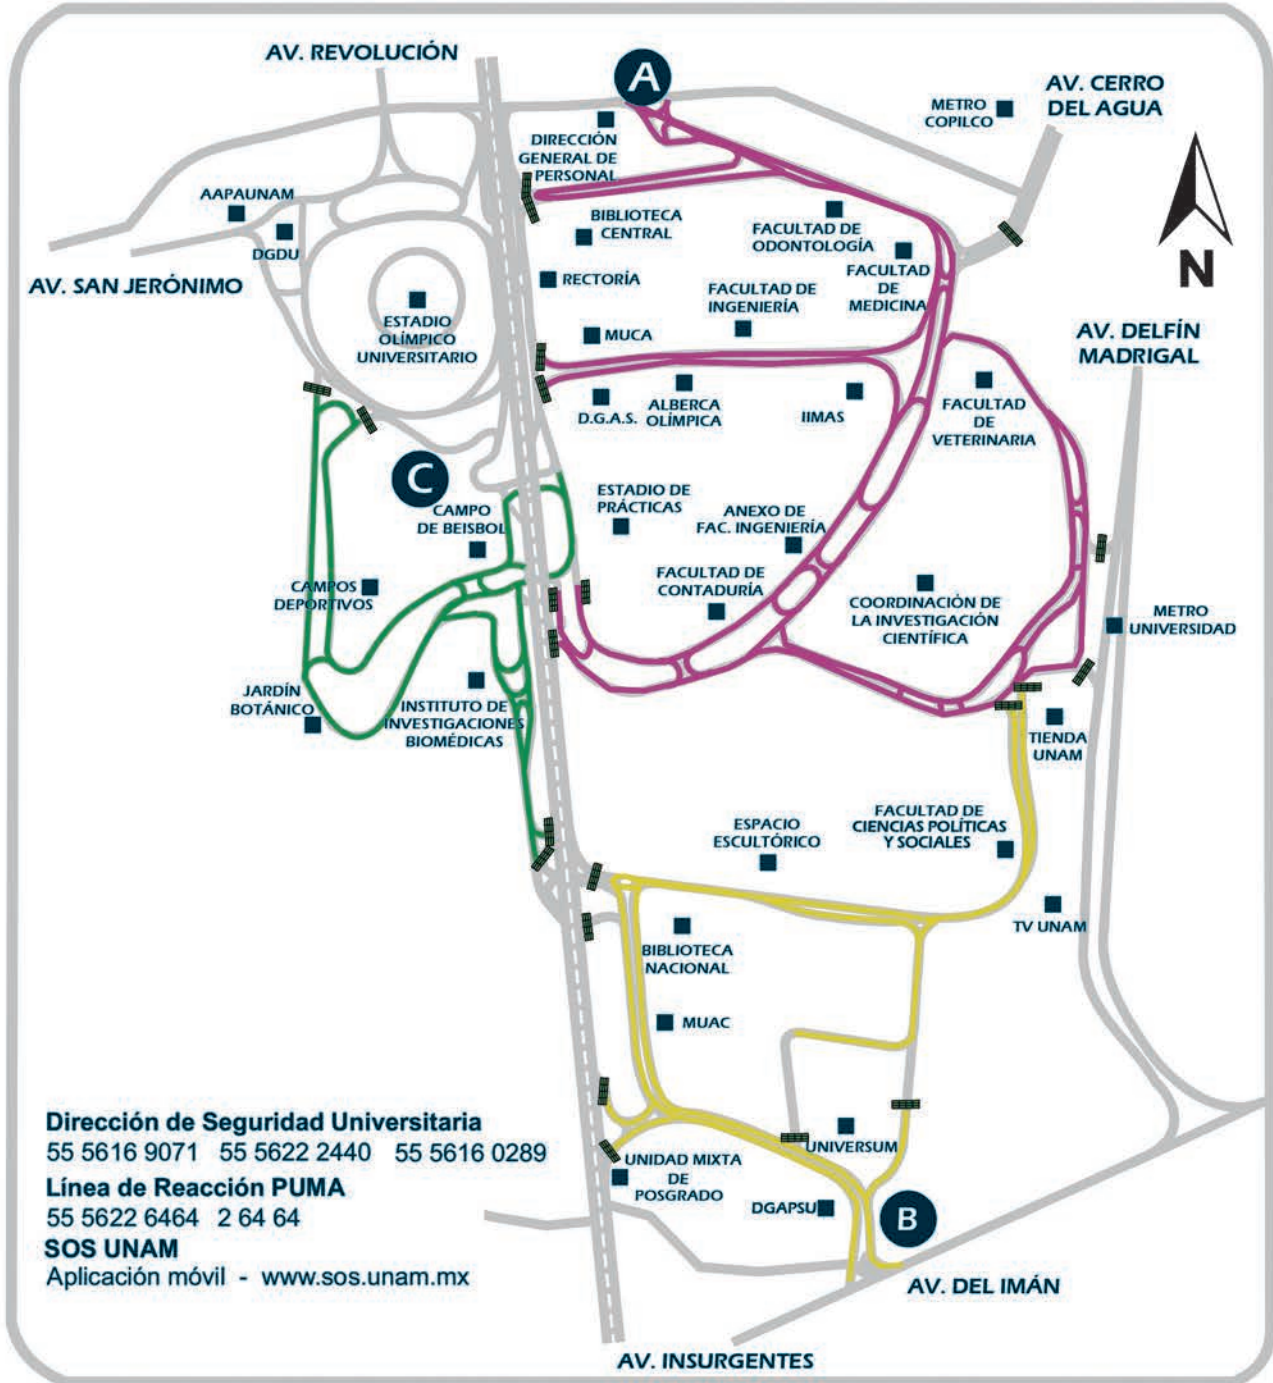 AV. REVOLUCIÓN
A
AV. CERRO
DEL AGUA
METRO
COPILCO
DIRECCIÓN
GENERAL DE
PERSONAL
AAPAUNAM
DGDU
BIBLIOTECA
CENTRAL
FACULTAD DE
ODONTOLOGÍA
FACULTAD
DE
MEDICINA
N
AV. SAN JERÓNIMO
RECTORÍA
FACULTAD DE
INGENIERÍA
ESTADIO
OLÍMPICO
UNIVERSITARIO
MUCA
AV. DELFÍN
MADRIGAL
D.G.A.S.
ALBERCA
OLÍMPICA
IIMAS
FACULTAD
DE
VETERINARIA
C
CAMPO
DE BEISBOL
ESTADIO DE
PRÁCTICAS
ANEXO DE
FAC. INGENIERÍA
CAMPOS
DEPORTIVOS
FACULTAD DE
CONTADURÍA
COORDINACIÓN DE
LA INVESTIGACIÓN
CIENTÍFICA
METRO
UNIVERSIDAD
JARDÍN
BOTÁNICO
INSTITUTO DE
INVESTIGACIONES
BIOMÉDICAS
TIENDA
UNAM
ESPACIO
ESCULTÓRICO
FACULTAD DE
CIENCIAS POLÍTICAS
Y SOCIALES
TV UNAM
BIBLIOTECA
NACIONAL
MUAC
UNIVERSUM
UNIDAD MIXTA
DE
POSGRADO
DGAPSU
B
AV. DEL IMÁN
AV. INSURGENTES
Dirección de Seguridad Universitaria
55 5616 9071 55 5622 2440 55 5616 0289
Línea de Reacción PUMA
55 5622 6464 2 64 64
SOS UNAM
Aplicación móvil - www.sos.unam.mx